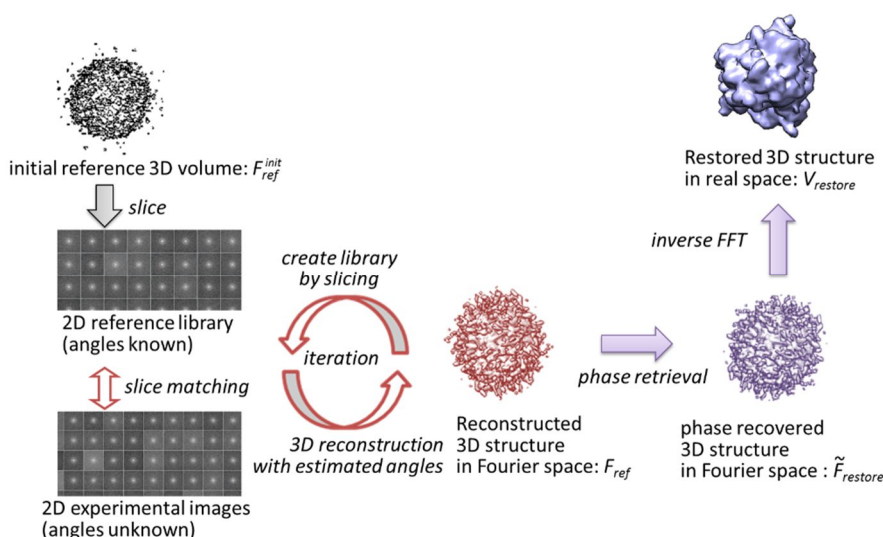 initial reference 3D volume: F_ref^init
slice
2D reference library
(angles known)
slice matching
2D experimental images
(angles unknown)
create library
by slicing
iteration
3D reconstruction
with estimated angles
Reconstructed
3D structure
in Fourier space: F_ref
phase retrieval
phase recovered
3D structure
in Fourier space : F̃_restore
inverse FFT
Restored 3D structure
in real space: V_restore